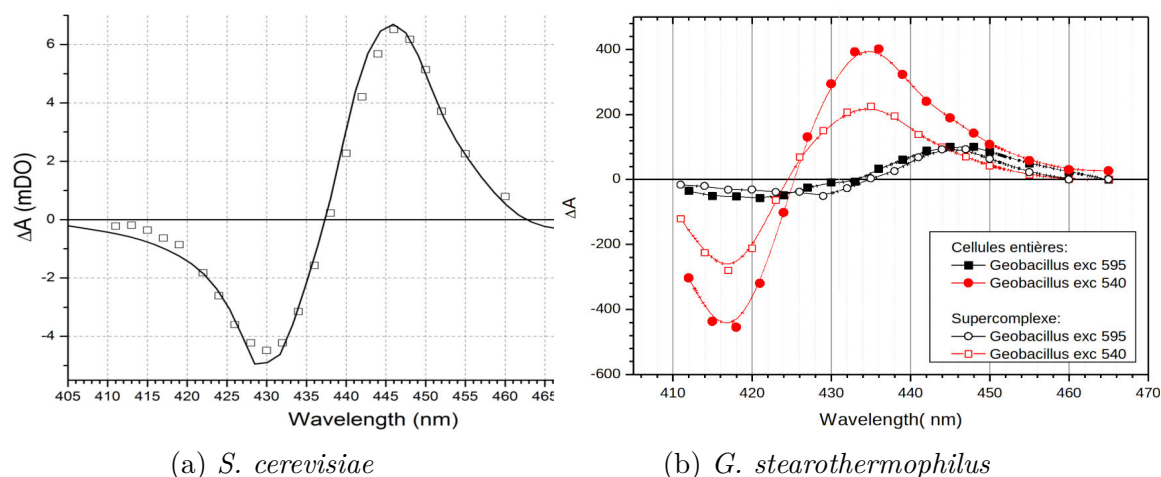 6
4
2
0
-2
-4
ΔA (mDO)
405 410 415 420 425 430 435 440 445 450 455 460 465
Wavelength (nm)
(a) S. cerevisiae
400
200
0
-200
-400
-600
ΔA
410 420 430 440 450 460 470
Wavelength( nm)
Cellules entières:
Geobacillus exc 595
Geobacillus exc 540
Supercomplexe:
Geobacillus exc 595
Geobacillus exc 540
(b) G. stearothermophilus